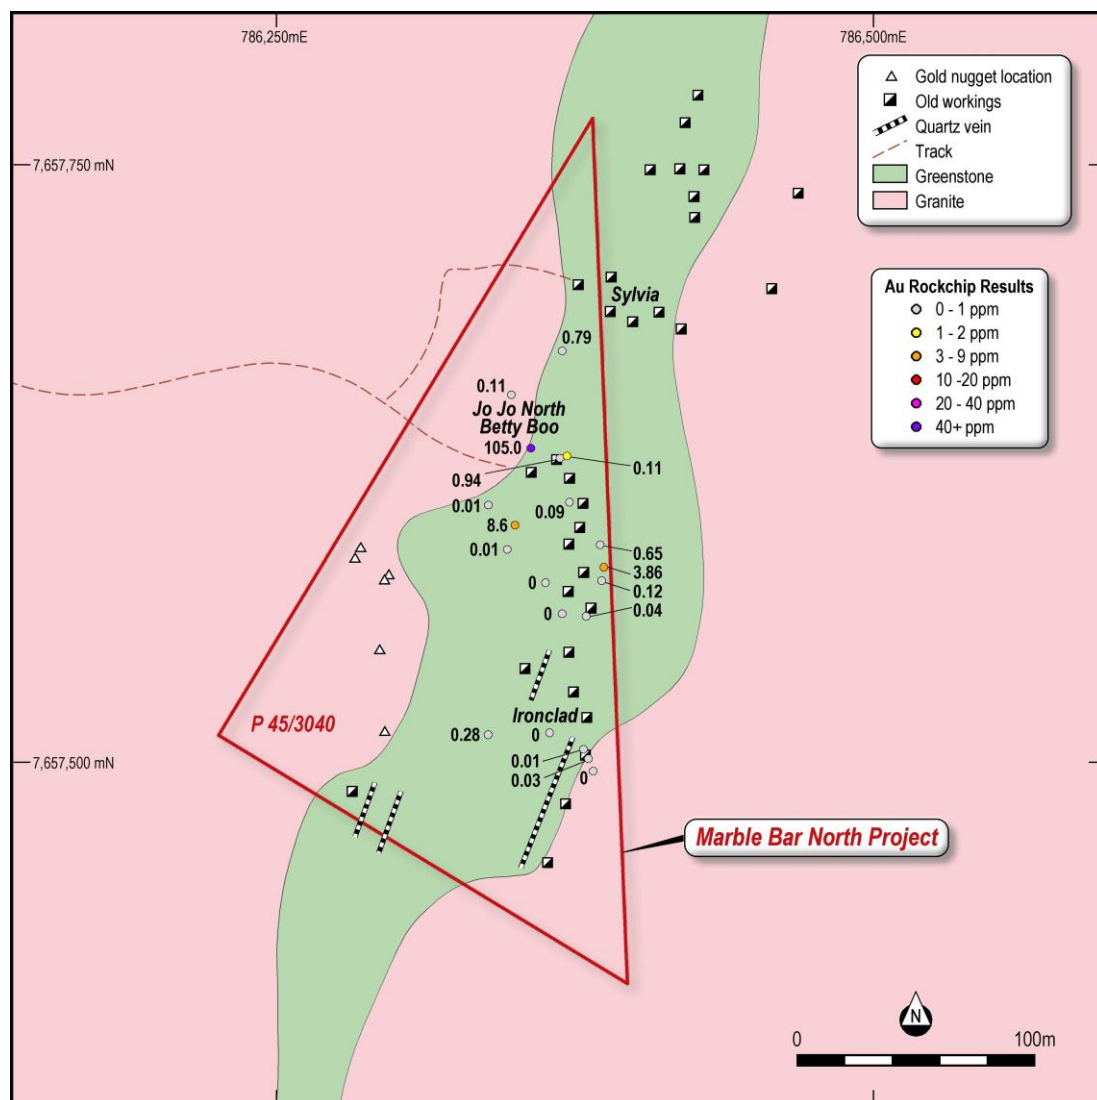 786,250mE
786,500mE
Gold nugget location
Old workings
Quartz vein
Track
Greenstone
Granite
7,657,750 mN
Au Rockchip Results
0 - 1 ppm
1 - 2 ppm
3 - 9 ppm
10 -20 ppm
20 - 40 ppm
40+ ppm
Sylvia
0.79
0.11
Jo Jo North
Betty Boo
105.0
0.94
0.11
0.01
0.09
8.6
0.01
0.65
3.86
0
0.12
0
0.04
P 45/3040
Ironclad
0.28
0
7,657,500 mN
0.01
0.03
0
Marble Bar North Project
N
0
100m